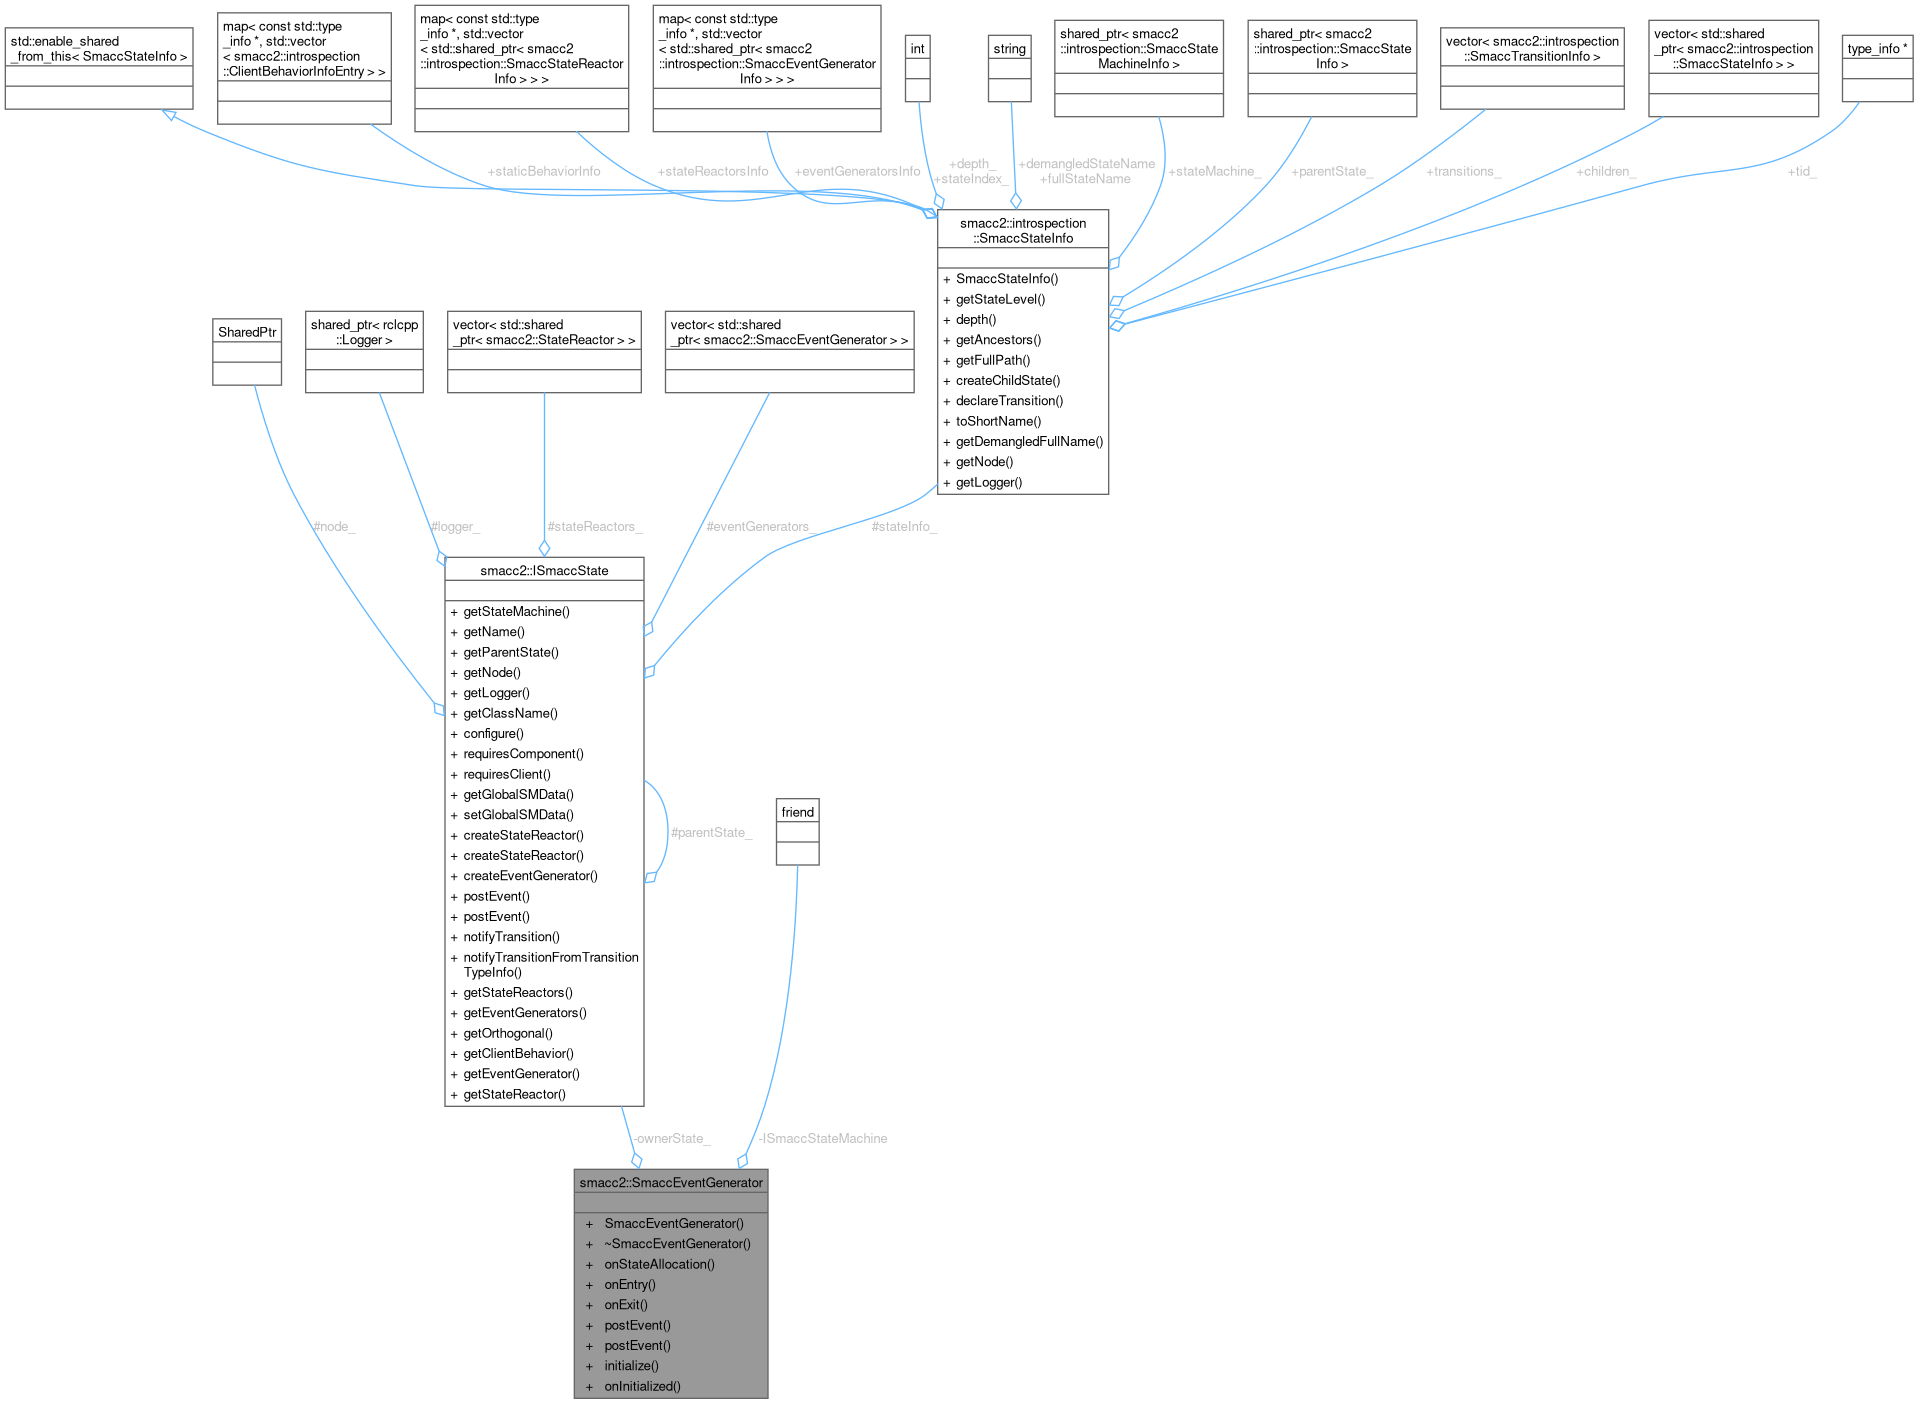 std::enable_shared
_from_this< SmaccStateInfo >
map< const std::type
_info *, std::vector
< smacc2::introspection
::ClientBehaviorInfoEntry > >
map< const std::type
_info *, std::vector
< std::shared_ptr< smacc2
::introspection::SmaccStateReactor
Info > > >
map< const std::type
_info *, std::vector
< std::shared_ptr< smacc2
::introspection::SmaccEventGenerator
Info > > >
int
string
shared_ptr< smacc2
::introspection::SmaccState
MachineInfo >
shared_ptr< smacc2
::introspection::SmaccState
Info >
vector< smacc2::introspection
::SmaccTransitionInfo >
vector< std::shared
_ptr< smacc2::introspection
::SmaccStateInfo > >
type_info *
+staticBehaviorInfo
+stateReactorsInfo
+eventGeneratorsInfo
+depth_
+stateIndex_
+demangledStateName
+fullStateName
+stateMachine_
+parentState_
+transitions_
+children_
+tid_
smacc2::introspection
::SmaccStateInfo
+ SmaccStateInfo()
+ getStateLevel()
+ depth()
+ getAncestors()
+ getFullPath()
+ createChildState()
+ declareTransition()
+ toShortName()
+ getDemangledFullName()
+ getNode()
+ getLogger()
SharedPtr
shared_ptr< rclcpp
::Logger >
vector< std::shared
_ptr< smacc2::StateReactor > >
vector< std::shared
_ptr< smacc2::SmaccEventGenerator > >
#node_
#logger_
#stateReactors_
#eventGenerators_
#stateInfo_
smacc2::ISmaccState
+ getStateMachine()
+ getName()
+ getParentState()
+ getNode()
+ getLogger()
+ getClassName()
+ configure()
+ requiresComponent()
+ requiresClient()
+ getGlobalSMData()
+ setGlobalSMData()
+ createStateReactor()
+ createStateReactor()
+ createEventGenerator()
+ postEvent()
+ postEvent()
+ notifyTransition()
+ notifyTransitionFromTransition
TypeInfo()
+ getStateReactors()
+ getEventGenerators()
+ getOrthogonal()
+ getClientBehavior()
+ getEventGenerator()
+ getStateReactor()
#parentState_
friend
-ownerState_
-ISmaccStateMachine
smacc2::SmaccEventGenerator
+ SmaccEventGenerator()
+ ~SmaccEventGenerator()
+ onStateAllocation()
+ onEntry()
+ onExit()
+ postEvent()
+ postEvent()
+ initialize()
+ onInitialized()